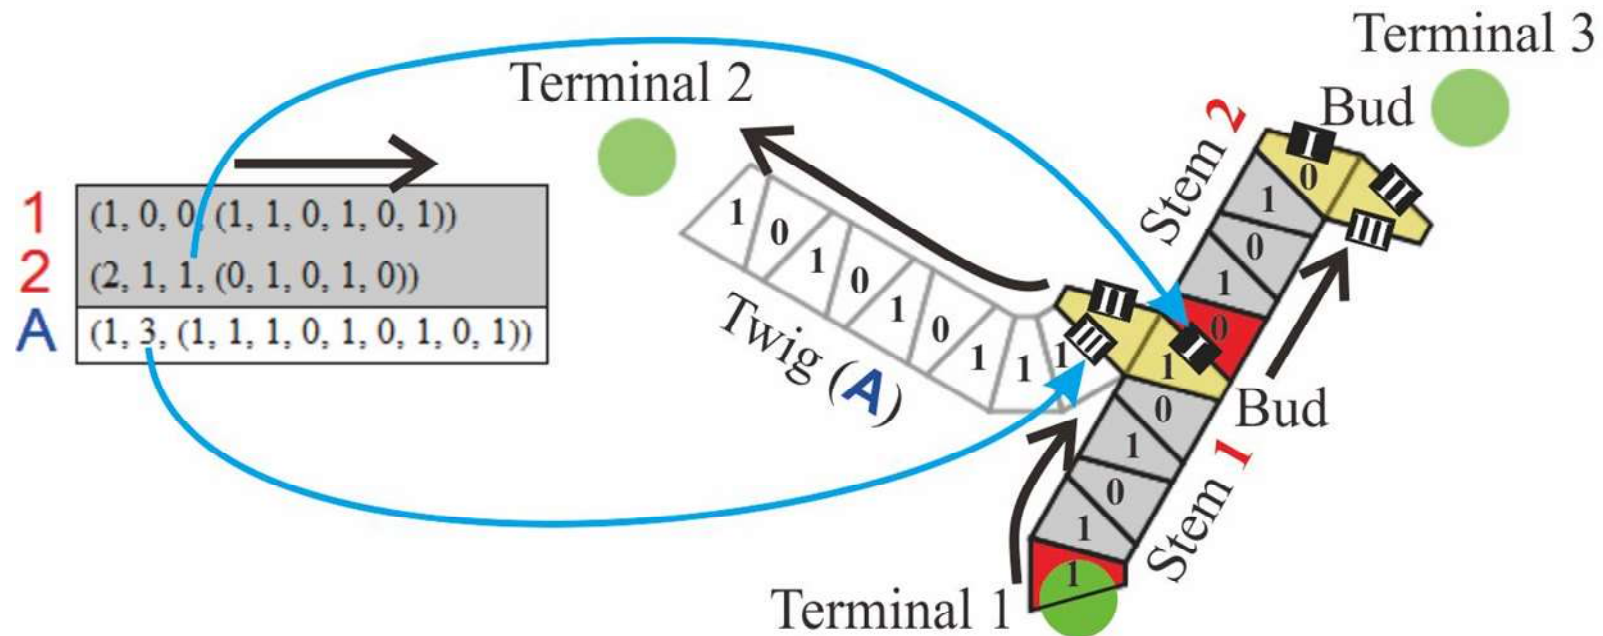 Terminal 3
Terminal 2
Bud
Stem 2
1 (1, 0, 0, (1, 1, 0, 1, 0, 1))
2 (2, 1, 1, (0, 1, 0, 1, 0))
A (1, 3, (1, 1, 1, 0, 1, 0, 1, 0, 1))
I
0
II
III
1
0
1
0
1
0
1
0
1
0
1
1
1
II
III
I
1
0
1
0
1
1
Twig (A)
Bud
Stem 1
Terminal 1